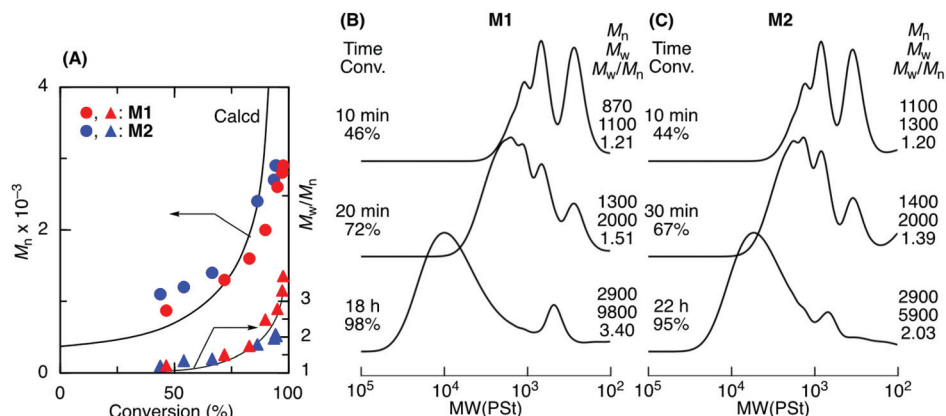 (A)
4
2
0
Mn x 10⁻³
●, ▲: M1
●, ▲: M2
Calcd
3
2
1
Mw/Mn
0
50
100
Conversion (%)
(B)
M1
Time
Conv.
Mn
Mw
Mw/Mn
10 min
46%
870
1100
1.21
20 min
72%
1300
2000
1.51
18 h
98%
2900
9800
3.40
10⁵
10⁴
10³
10²
MW(PSt)
(C)
M2
Time
Conv.
Mn
Mw
Mw/Mn
10 min
44%
1100
1300
1.20
30 min
67%
1400
2000
1.39
22 h
95%
2900
5900
2.03
10⁵
10⁴
10³
10²
MW(PSt)